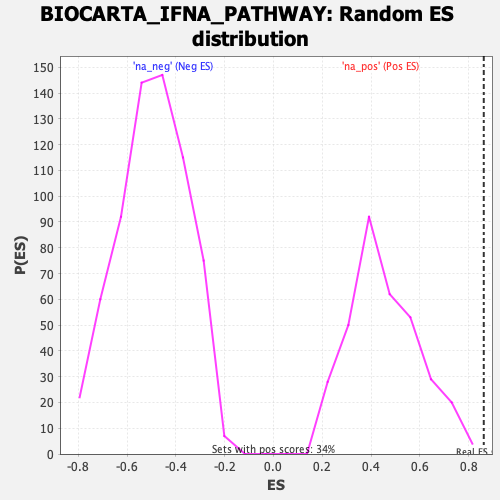 BIOCARTA_IFNA_PATHWAY: Random ES
distribution
'na_neg' (Neg ES)
'na_pos' (Pos ES)
150
140
130
120
110
100
90
80
70
60
50
40
30
20
10
0
P(ES)
Sets with pos scores: 34%
Real ES
-0.8 -0.6 -0.4 -0.2 0.0 0.2 0.4 0.6 0.8
ES